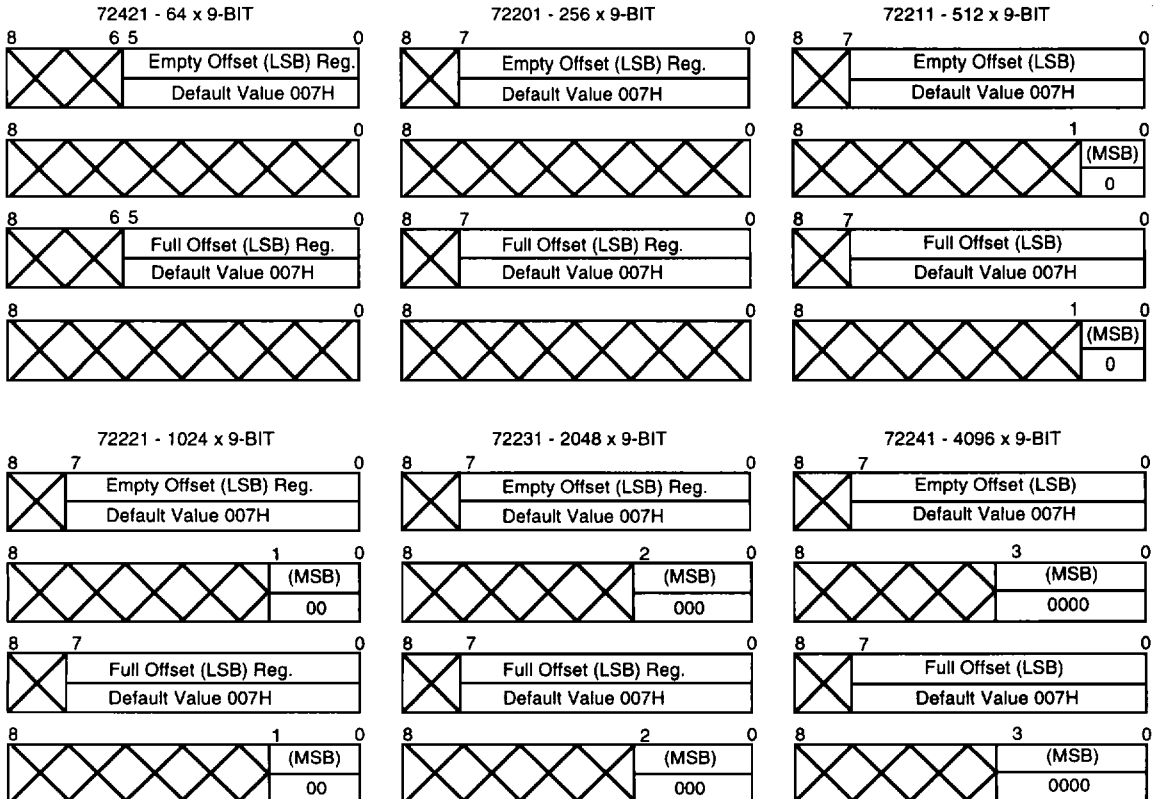 72421 - 64 x 9-BIT
8 6 5 0
Empty Offset (LSB) Reg.
Default Value 007H
8 0
8 6 5 0
Full Offset (LSB) Reg.
Default Value 007H
8 0
72201 - 256 x 9-BIT
8 7 0
Empty Offset (LSB) Reg.
Default Value 007H
8 0
8 7 0
Full Offset (LSB) Reg.
Default Value 007H
8 0
72211 - 512 x 9-BIT
8 7 0
Empty Offset (LSB)
Default Value 007H
8 1 0
(MSB)
0
8 7 0
Full Offset (LSB)
Default Value 007H
8 1 0
(MSB)
0
72221 - 1024 x 9-BIT
8 7 0
Empty Offset (LSB) Reg.
Default Value 007H
8 1 0
(MSB)
00
8 7 0
Full Offset (LSB) Reg.
Default Value 007H
8 1 0
(MSB)
00
72231 - 2048 x 9-BIT
8 7 0
Empty Offset (LSB) Reg.
Default Value 007H
8 2 0
(MSB)
000
8 7 0
Full Offset (LSB) Reg.
Default Value 007H
8 2 0
(MSB)
000
72241 - 4096 x 9-BIT
8 7 0
Empty Offset (LSB)
Default Value 007H
8 3 0
(MSB)
0000
8 7 0
Full Offset (LSB)
Default Value 007H
8 3 0
(MSB)
0000